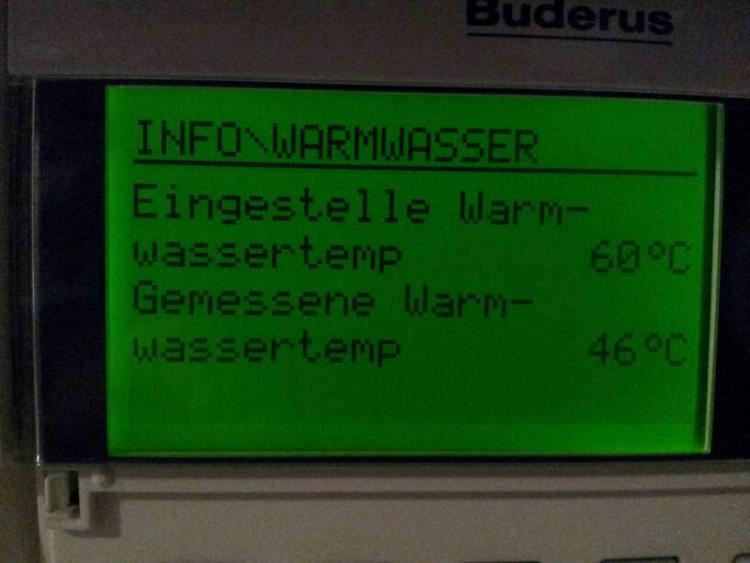 Buderus
INFO\WARMWASSER
Eingestelle Warm-
wassertemp 60°C
Gemessene Warm-
wassertemp 46°C